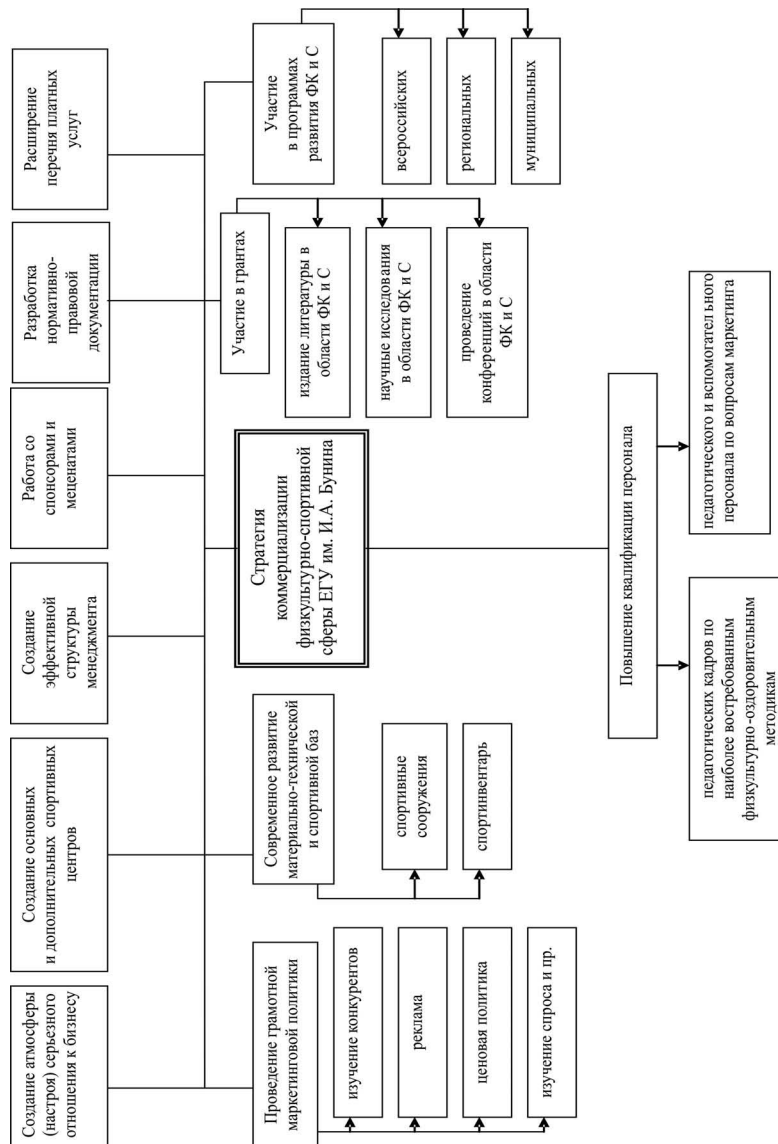 Создание атмосферы
(настроя) серьезного
отношения к бизнесу
Создание основных
и дополнительных спортивных
центров
Создание
эффективной
структуры
менеджмента
Работа со
спонсорами и
меценатами
Разработка
нормативно-
правовой
документации
Расширение
перечня платных
услуг
Стратегия
коммерциализации
физкультурно-спортивной
сферы ЕГУ им. И.А. Бунина
Проведение грамотной
маркетинговой политики
изучение конкурентов
реклама
ценовая политика
изучение спроса и пр.
Современное развитие
материально-технической
и спортивной баз
спортивные
сооружения
спортинвентарь
Участие в грантах
издание литературы в
области ФК и С
научные исследования
в области ФК и С
проведение
конференций в области
ФК и С
Участие
в программах
развития ФК и С
всероссийских
региональных
муниципальных
Повышение квалификации персонала
педагогических кадров по
наиболее востребованным
физкультурно-оздоровительным
методикам
педагогического и вспомогател ьного
персонала по вопросам маркетинга